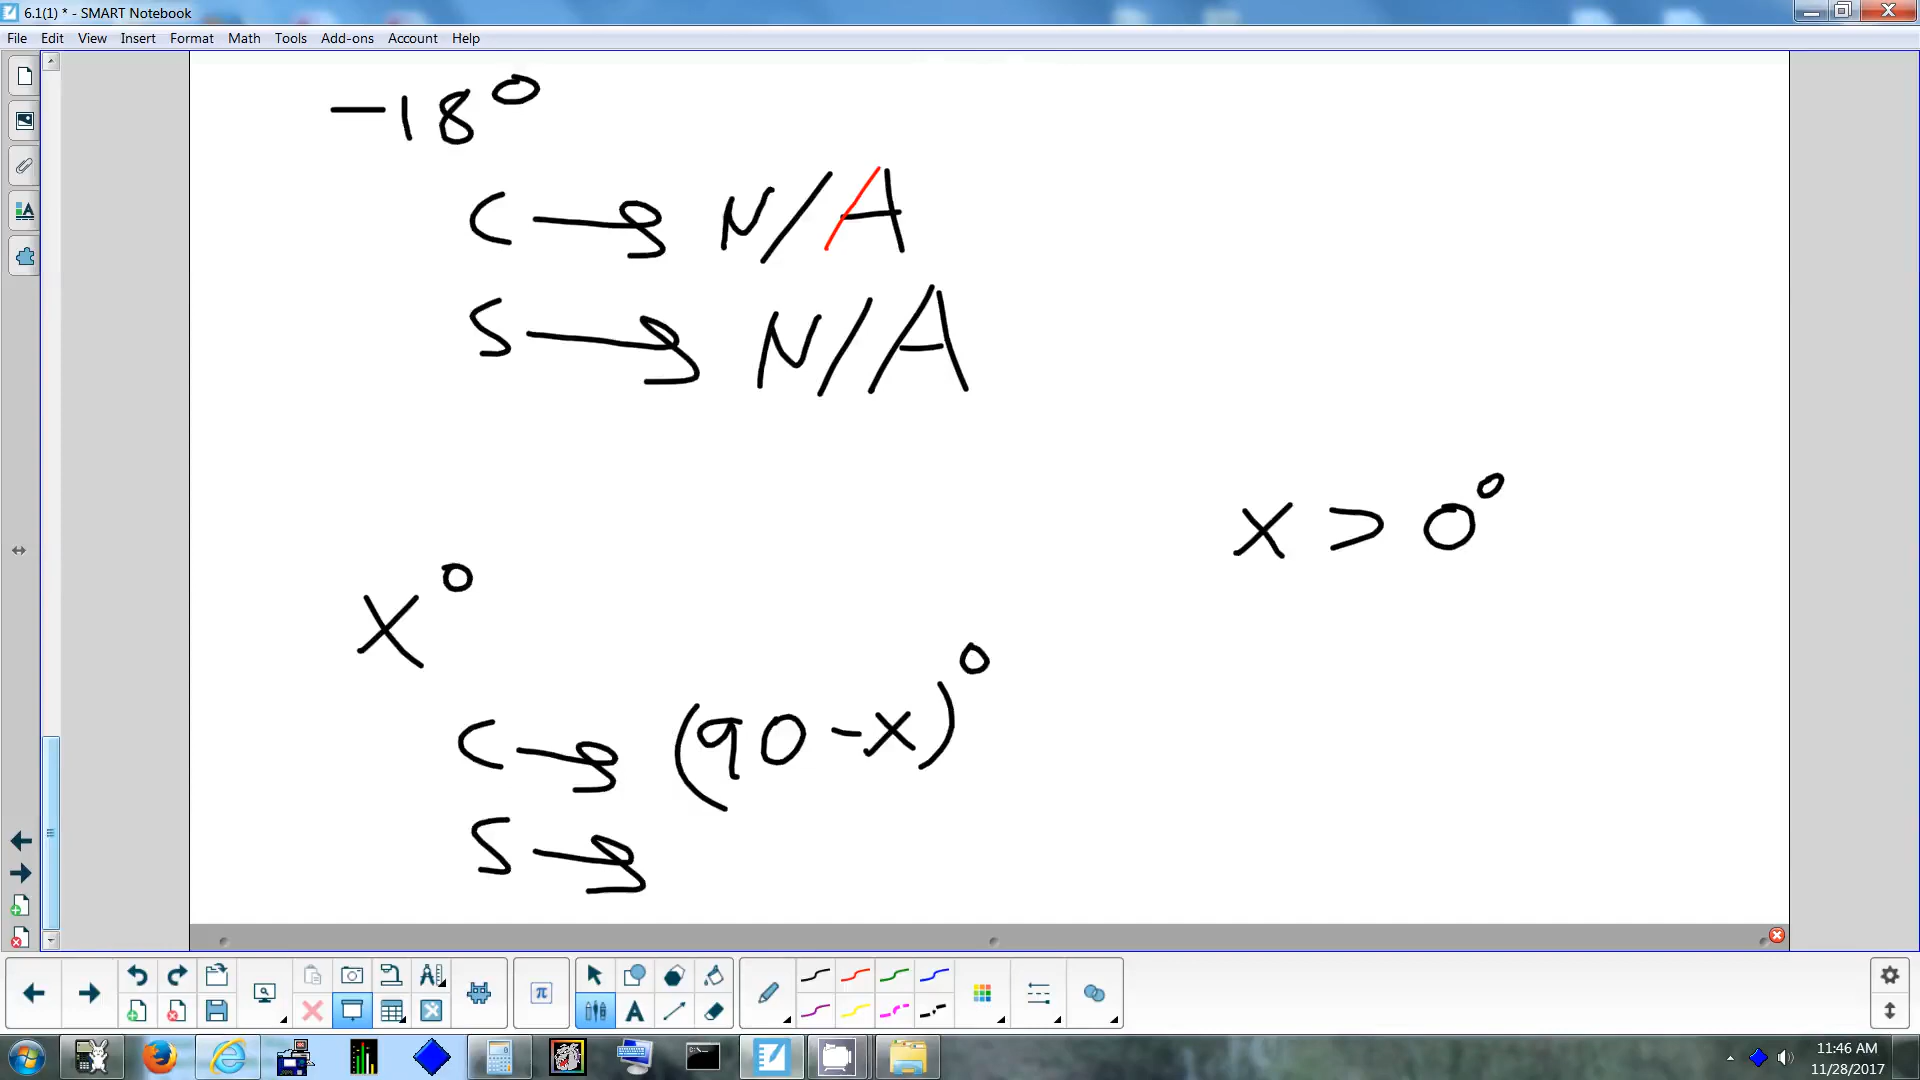 6.1(1) * - SMART Notebook
File Edit View Insert Format Math Tools Add-ons Account Help
-18°
C → N/A
S → N/A
x > 0°
x°
C → (90-x)°
S →
π
A
11:46 AM
11/28/2017